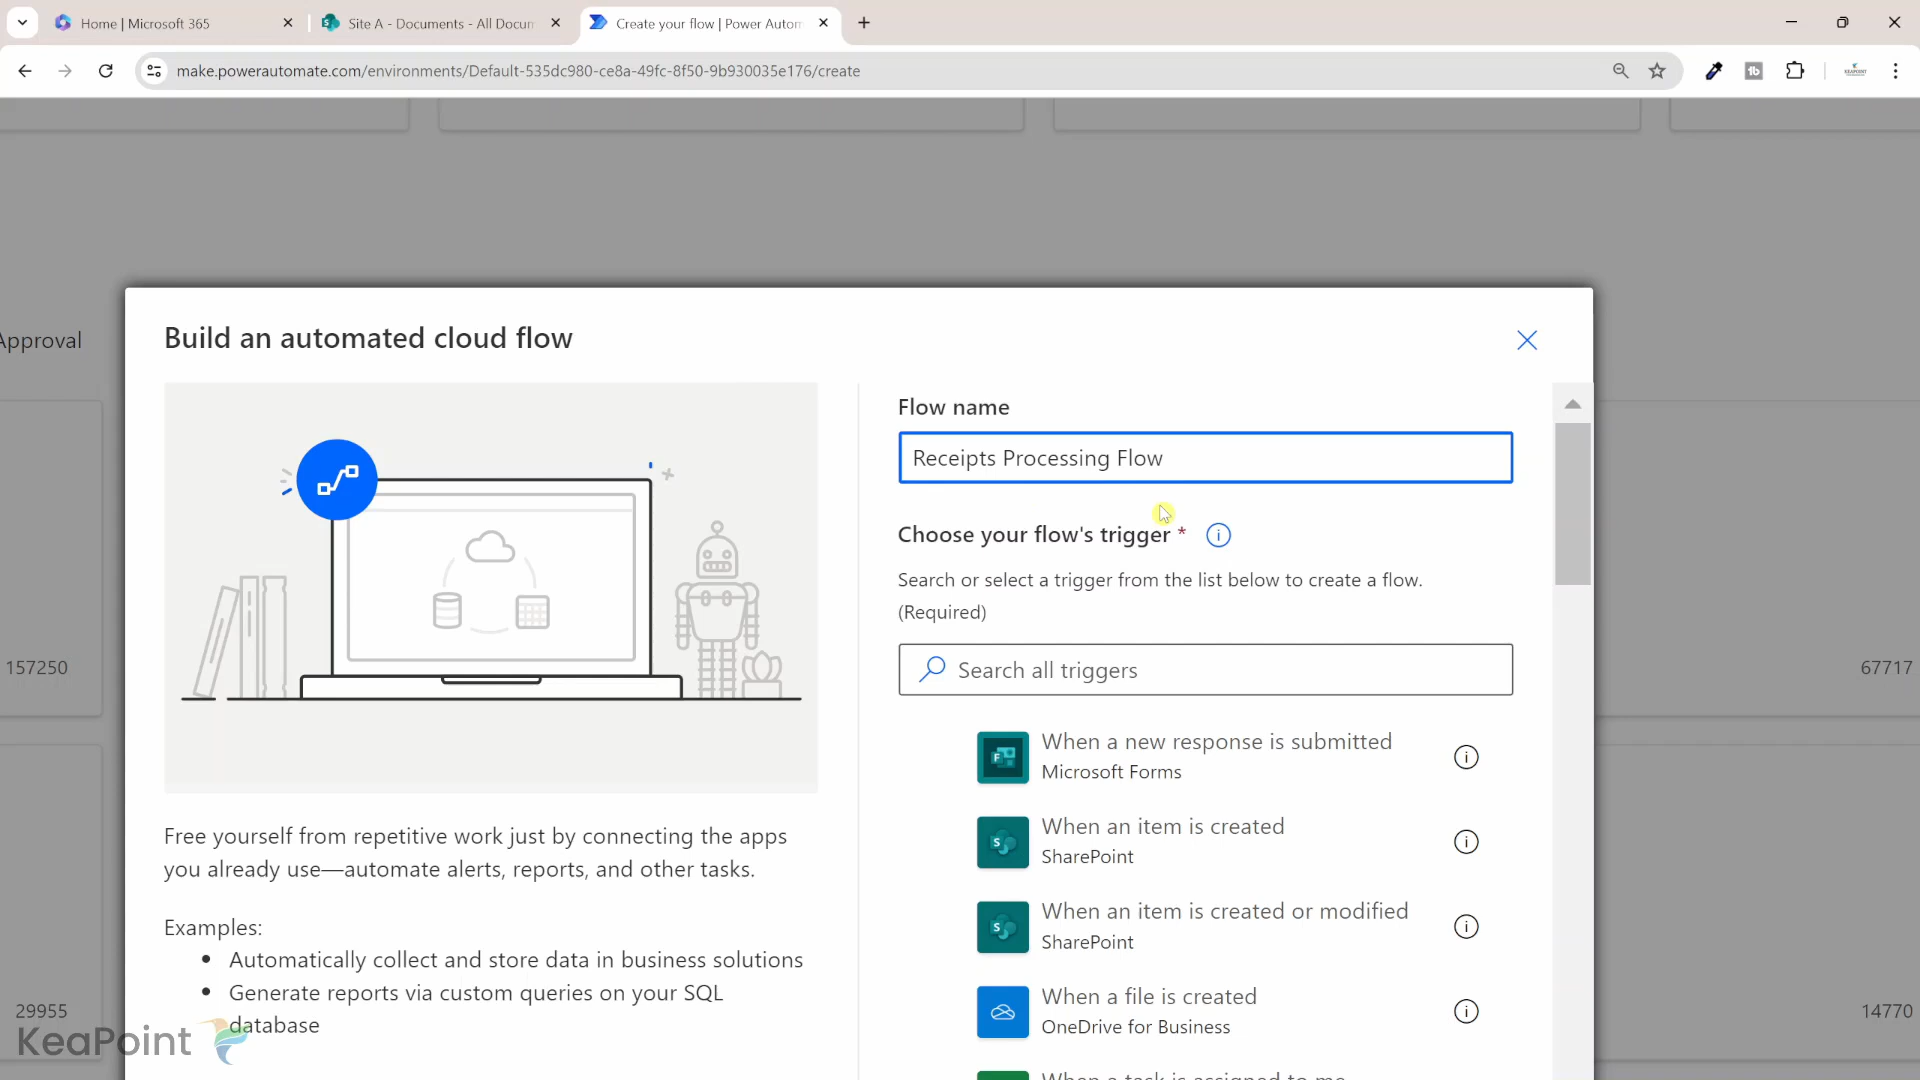 Home | Microsoft 365
Site A - Documents - All Docum
Create your flow | Power Autom
make.powerautomate.com/environments/Default-535dc980-ce8a-49fc-8f50-9b930035e176/create
KEAPOINT
Approval
Build an automated cloud flow
Flow name
Receipts Processing Flow
Choose your flow's trigger *
Search or select a trigger from the list below to create a flow.
(Required)
Search all triggers
When a new response is submitted
Microsoft Forms
When an item is created
SharePoint
When an item is created or modified
SharePoint
When a file is created
OneDrive for Business
When a task is assigned to me
Free yourself from repetitive work just by connecting the apps
you already use—automate alerts, reports, and other tasks.
Examples:
• Automatically collect and store data in business solutions
• Generate reports via custom queries on your SQL
database
157250
67717
29955
14770
KeaPoint